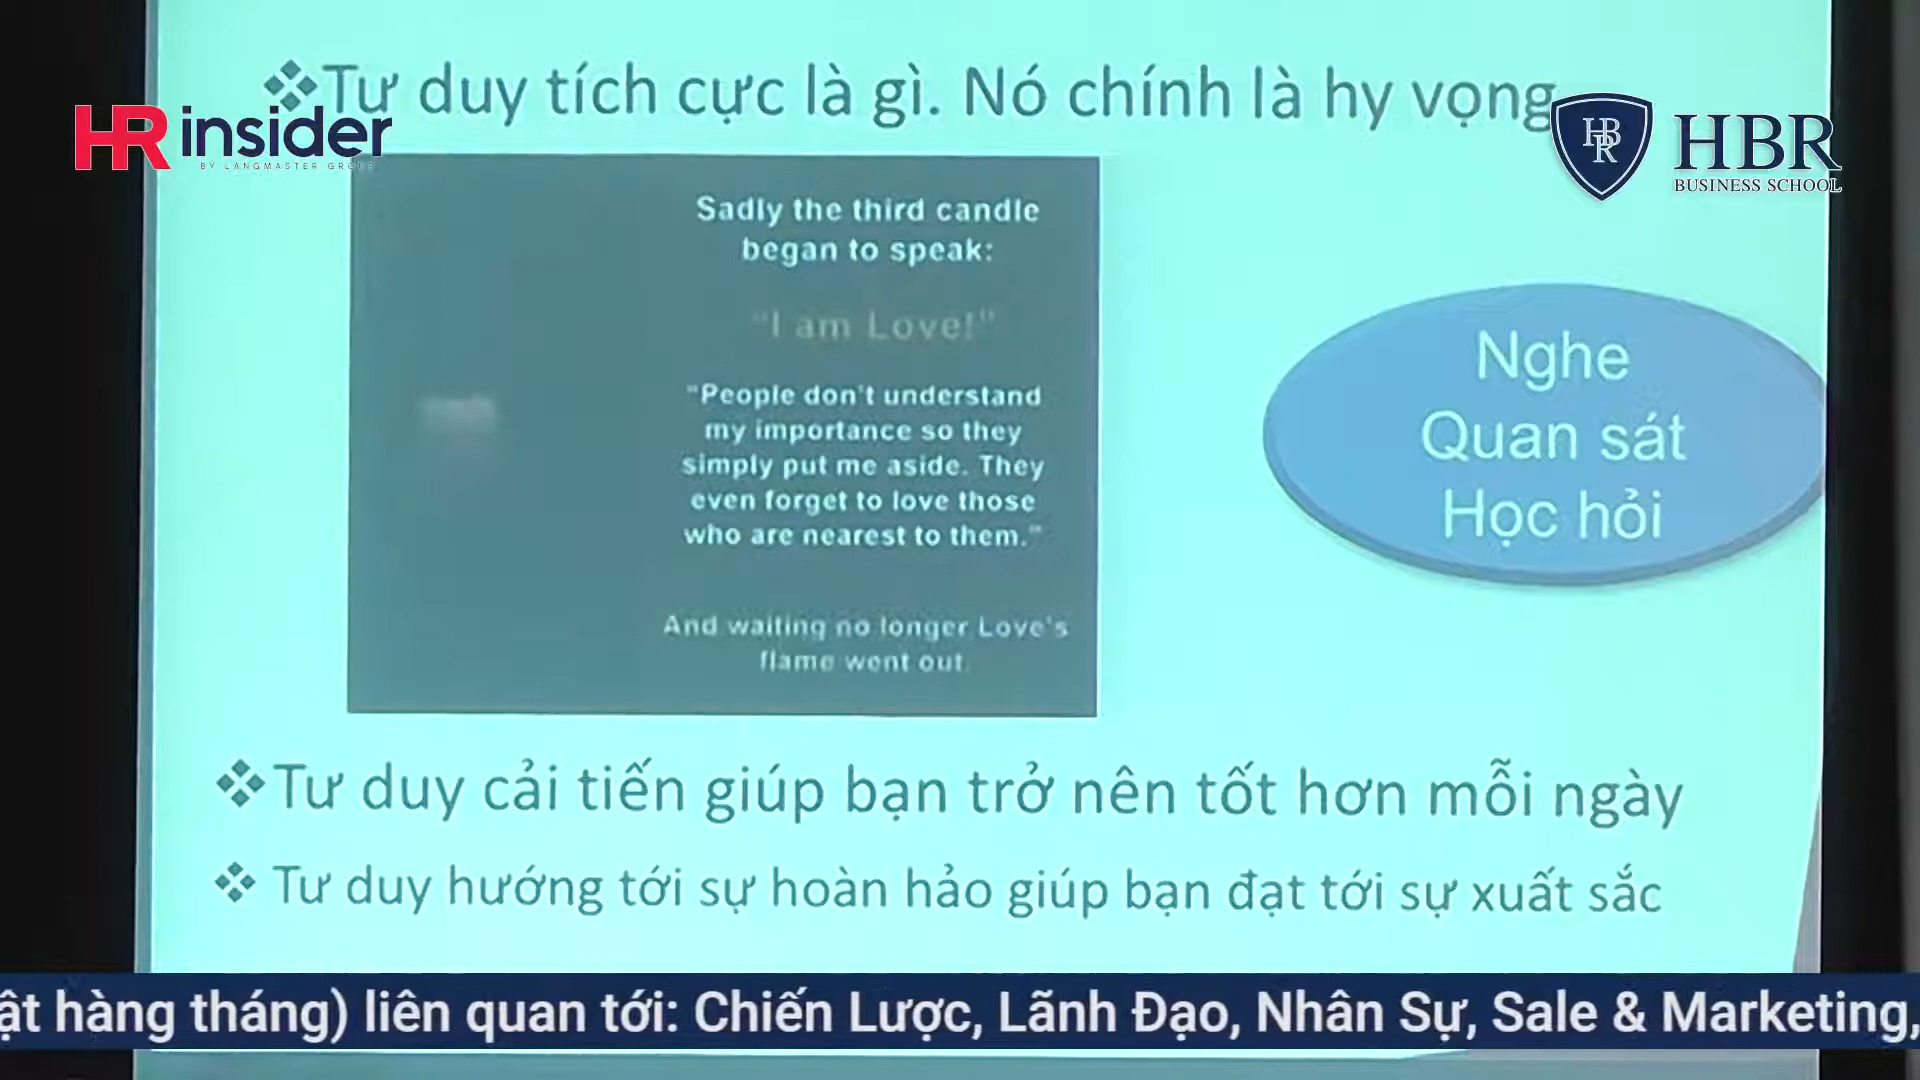 ❖Tư duy tích cực là gì. Nó chính là hy vọng
HR insider
BY LANGMASTER GROUP
HBR
HBR
BUSINESS SCHOOL
Sadly the third candle
began to speak:
"I am Love!"
"People don't understand
my importance so they
simply put me aside. They
even forget to love those
who are nearest to them."
And waiting no longer Love's
flame went out
Nghe
Quan sát
Học hỏi
❖Tư duy cải tiến giúp bạn trở nên tốt hơn mỗi ngày
❖ Tư duy hướng tới sự hoàn hảo giúp bạn đạt tới sự xuất sắc
ật hàng tháng) liên quan tới: Chiến Lược, Lãnh Đạo, Nhân Sự, Sale & Marketing,